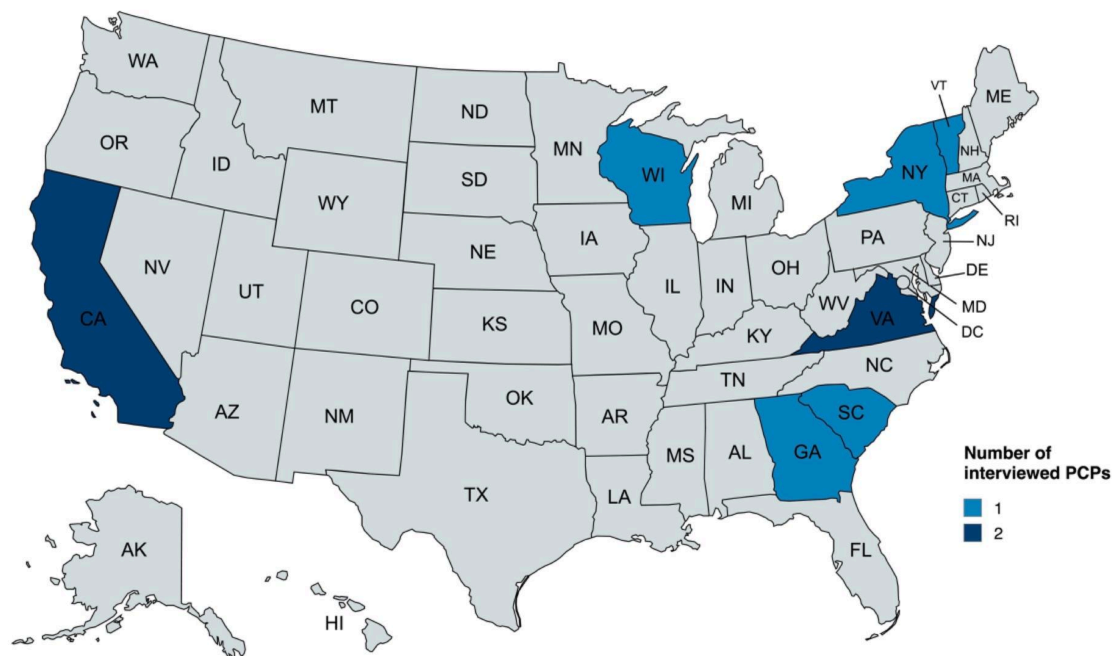 WA
MT
ND
MN
VT
ME
OR
ID
SD
WI
NY
NH
MA
WY
MI
CT
RI
IA
PA
NJ
NE
NV
UT
CO
IL
IN
OH
DE
WV
MD
CA
KS
MO
KY
VA
DC
TN
NC
AZ
NM
OK
AR
SC
MS
AL
GA
TX
LA
Number of
interviewed PCPs
1
2
AK
FL
HI